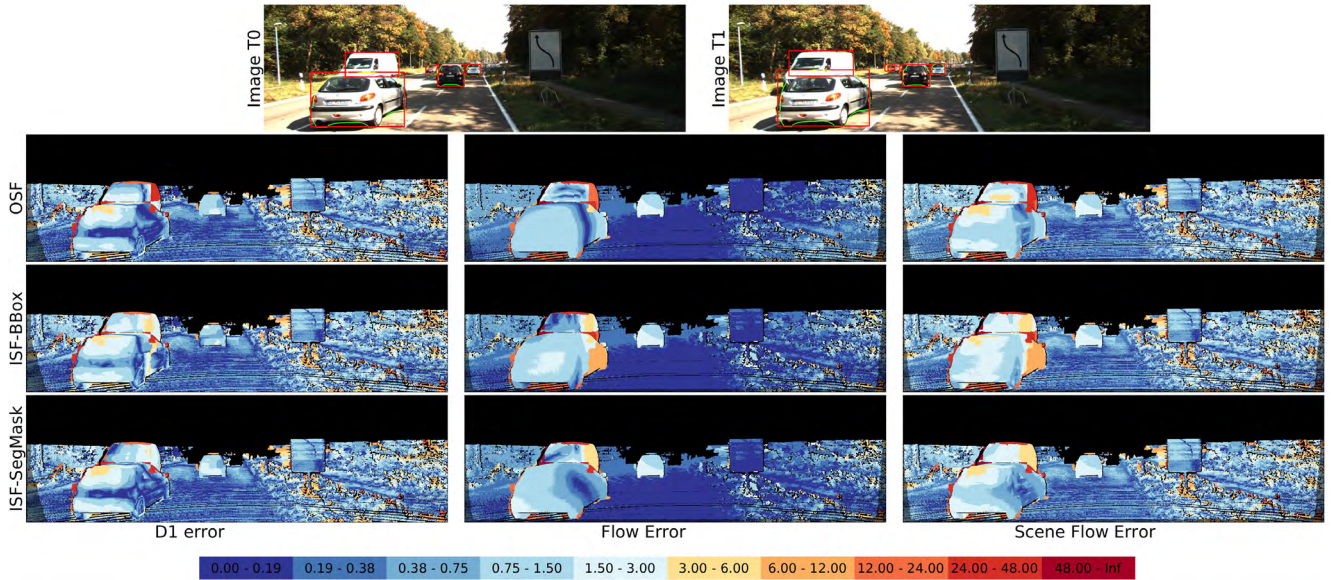 Image T0
Image T1
OSF
ISF-BBox
ISF-SegMask
D1 error
Flow Error
Scene Flow Error
0.00 - 0.19
0.19 - 0.38
0.38 - 0.75
0.75 - 1.50
1.50 - 3.00
3.00 - 6.00
6.00 - 12.00
12.00 - 24.00
24.00 - 48.00
48.00 - Inf